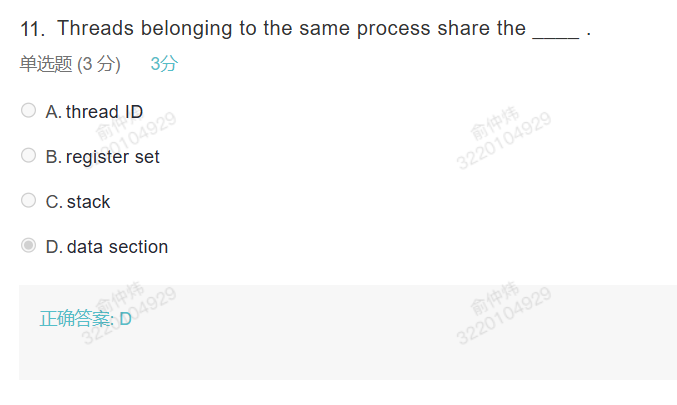 11. Threads belonging to the same process share the ____ .
单选题 (3 分) 3分
A. thread ID
俞仲炜
3220104929
俞仲炜
3220104929
B. register set
C. stack
D. data section
俞仲炜
3220104929
俞仲炜
3220104929
正确答案: D